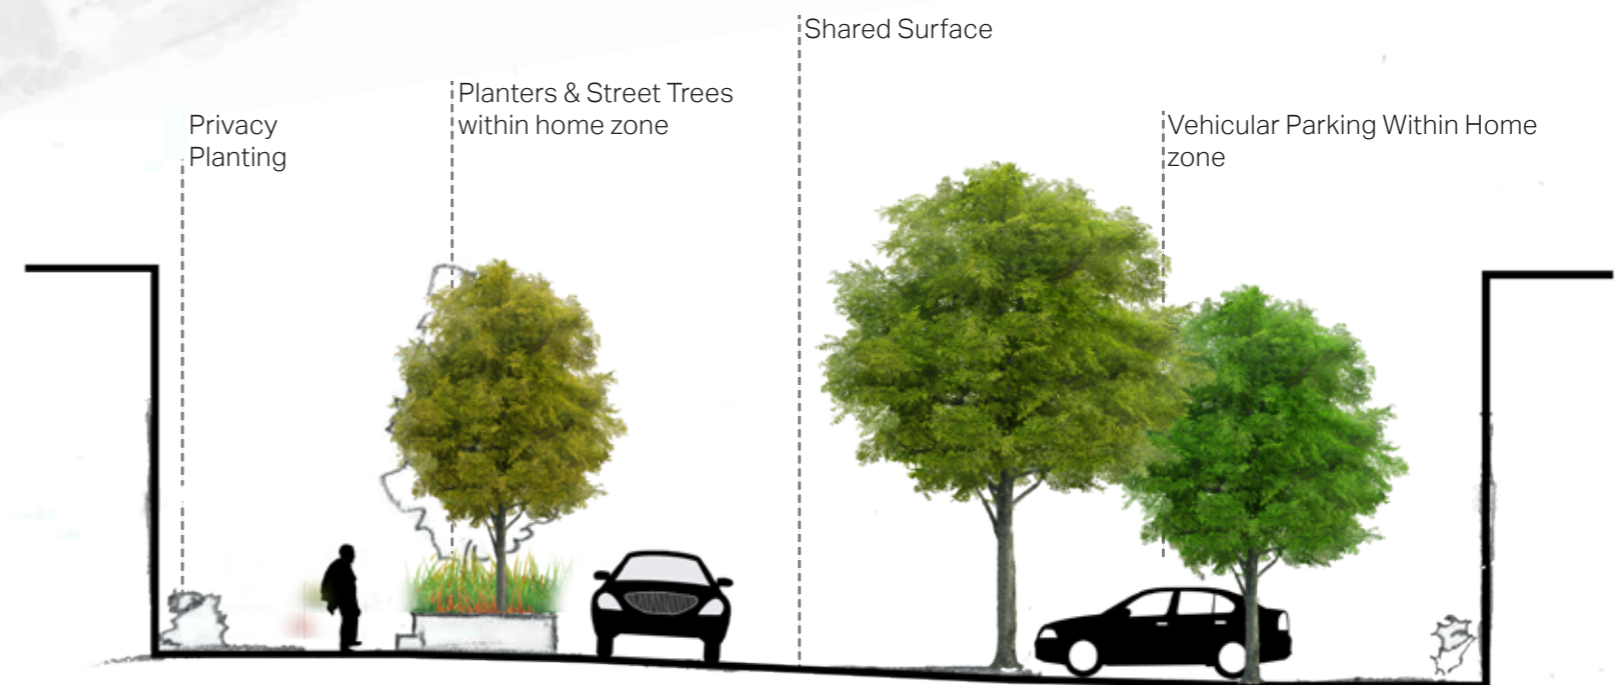 Shared Surface
Planters & Street Trees
within home zone
Privacy
Planting
Vehicular Parking Within Home
zone